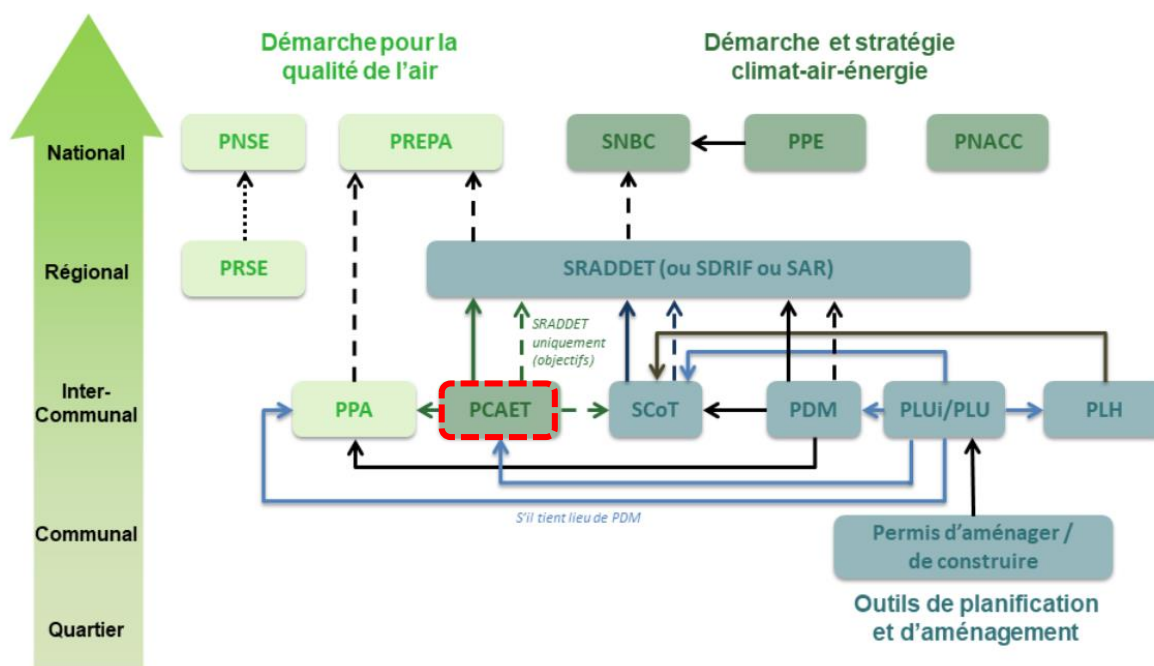 Démarche pour la
qualité de l'air
Démarche et stratégie
climat-air-énergie
National
PNSE
PREPA
SNBC
PPE
PNACC
Régional
PRSE
SRADDET (ou SDRIF ou SAR)
SRADDET
uniquement
(objectifs)
Inter-
Communal
PPA
PCAET
SCoT
PDM
PLUi/PLU
PLH
S'il tient lieu de PDM
Communal
Permis d'aménager /
de construire
Outils de planification
et d'aménagement
Quartier